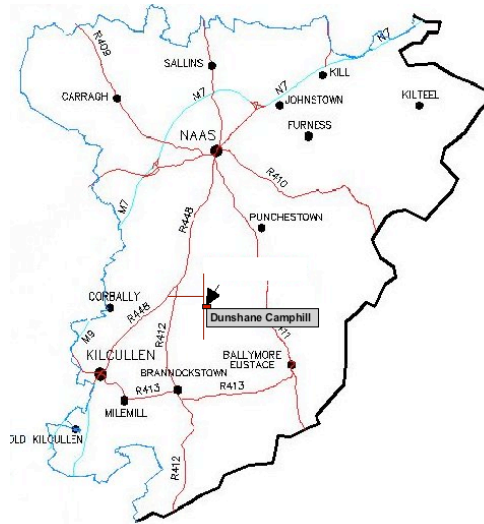 R409
SALLINS
N7
KILL
CARRAGH
M7
N7
JOHNSTOWN
KILTEEL
NAAS
FURNESS
R410
M7
R448
PUNCHESTOWN
CORBALLY
R448
Dunshane Camphill
M9
R412
KILCULLEN
BALLYMORE
EUSTACE
BRANNOCKSTOWN
R413
R413
MILEMILL
OLD KILCULLEN
R412